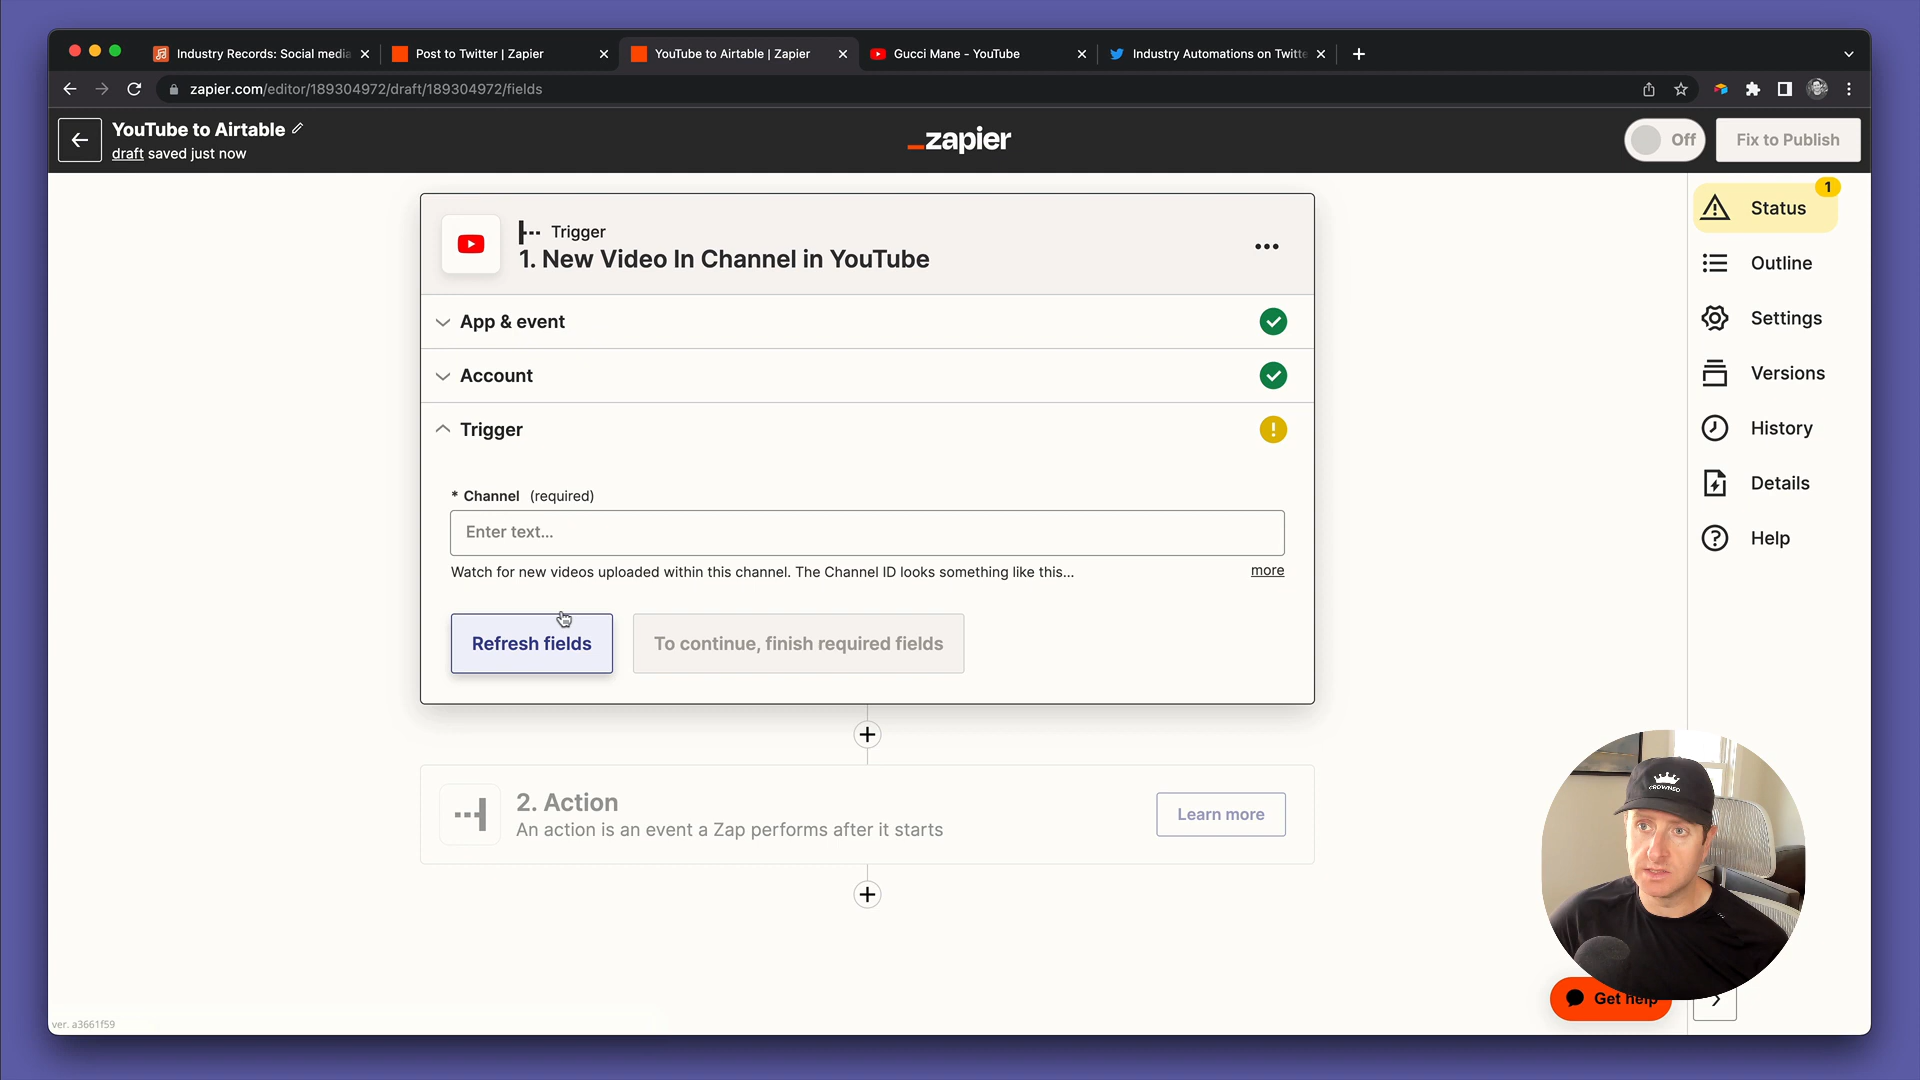 Industry Records: Social media
Post to Twitter | Zapier
YouTube to Airtable | Zapier
Gucci Mane - YouTube
Industry Automations on Twitte
zapier.com/editor/189304972/draft/189304972/fields
YouTube to Airtable
draft saved just now
_zapier
Off
Fix to Publish
Trigger
1. New Video In Channel in YouTube
App & event
Account
Trigger
* Channel (required)
Enter text...
Watch for new videos uploaded within this channel. The Channel ID looks something like this...
more
Refresh fields
To continue, finish required fields
2. Action
An action is an event a Zap performs after it starts
Learn more
1
Status
Outline
Settings
Versions
History
Details
Help
CROWNSD
Get help
ver. a3661f59